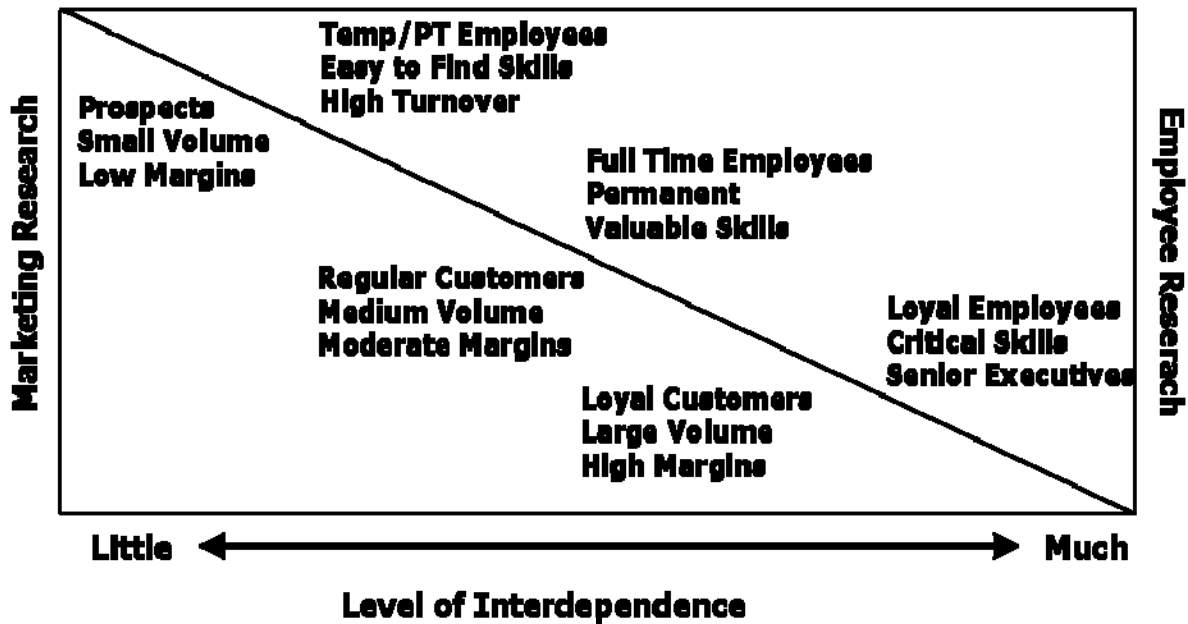 Marketing Research
Temp/PT Employees
Easy to Find Skills
High Turnover
Prospects
Small Volume
Low Margins
Full Time Employees
Permanent
Valuable Skills
Regular Customers
Medium Volume
Moderate Margins
Loyal Employees
Critical Skills
Senior Executives
Loyal Customers
Large Volume
High Margins
Employee Reserach
Little
Much
Level of Interdependence